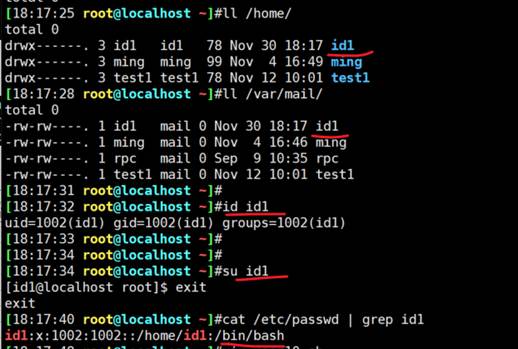 total 0
[18:17:25 root@localhost ~]#ll /home/
total 0
drwx------. 3 id1   id1   78 Nov 30 18:17 id1
drwx------. 3 ming  ming  99 Nov  4 16:49 ming
drwx------. 3 test1 test1 78 Nov 12 10:01 test1
[18:17:28 root@localhost ~]#ll /var/mail/
total 0
-rw-rw----. 1 id1   mail 0 Nov 30 18:17 id1
-rw-rw----. 1 ming  mail 0 Nov  4 16:46 ming
-rw-rw----. 1 rpc   mail 0 Sep  9 10:35 rpc
-rw-rw----. 1 test1 mail 0 Nov 12 10:01 test1
[18:17:31 root@localhost ~]#
[18:17:32 root@localhost ~]#id id1
uid=1002(id1) gid=1002(id1) groups=1002(id1)
[18:17:33 root@localhost ~]#
[18:17:34 root@localhost ~]#
[18:17:34 root@localhost ~]#su id1
[id1@localhost root]$ exit
exit
[18:17:40 root@localhost ~]#cat /etc/passwd | grep id1
id1:x:1002:1002::/home/id1:/bin/bash